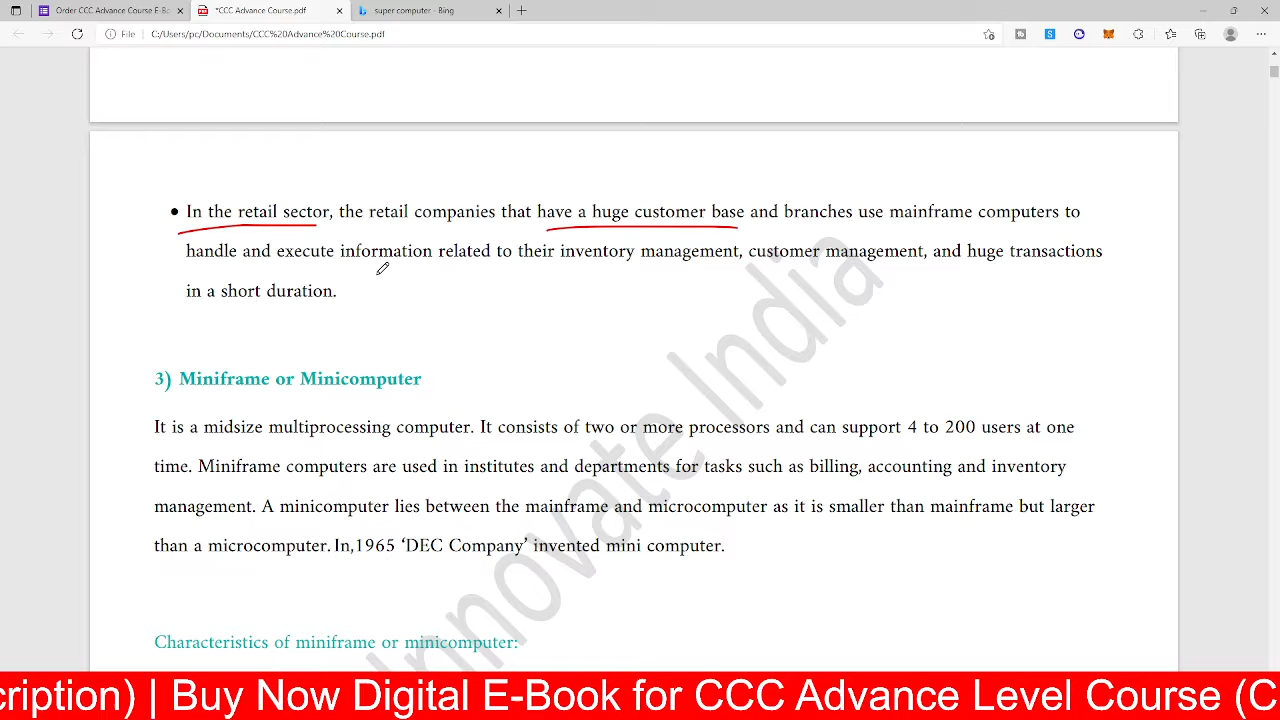 Order CCC Advance Course E-Ba
*CCC Advance Course.pdf
super computer - Bing
File
C:/Users/pc/Documents/CCC%20Advance%20Course.pdf
• In the retail sector, the retail companies that have a huge customer base and branches use mainframe computers to
handle and execute information related to their inventory management, customer management, and huge transactions
in a short duration.
3) Miniframe or Minicomputer
It is a midsize multiprocessing computer. It consists of two or more processors and can support 4 to 200 users at one
time. Miniframe computers are used in institutes and departments for tasks such as billing, accounting and inventory
management. A minicomputer lies between the mainframe and microcomputer as it is smaller than mainframe but larger
than a microcomputer. In,1965 ‘DEC Company’ invented mini computer.
Innovate India
Characteristics of miniframe or minicomputer:
cription) | Buy Now Digital E-Book for CCC Advance Level Course (C